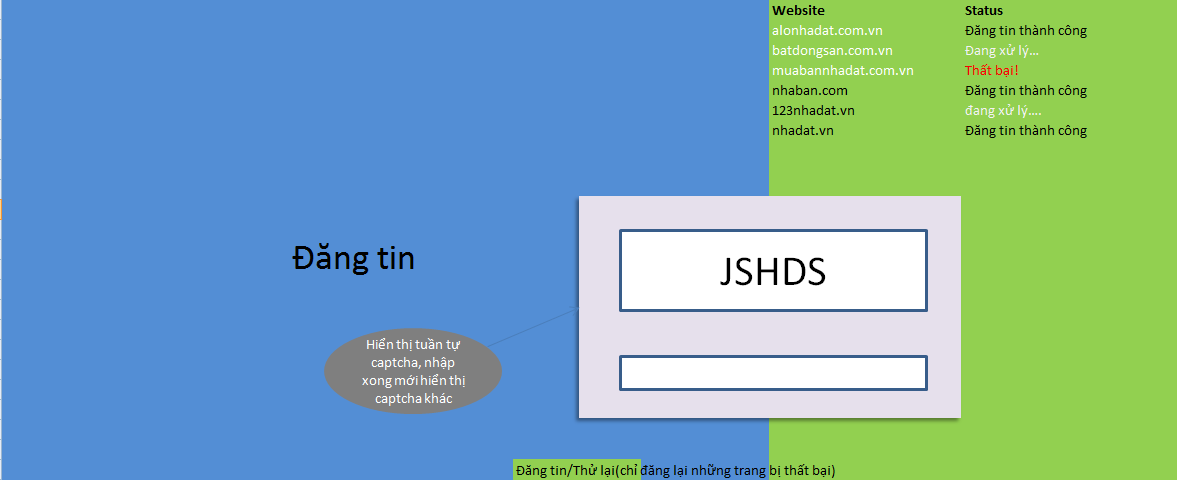 Website Status
alonhadat.com.vn Đăng tin thành công
batdongsan.com.vn Đang xử lý...
muabannhadat.com.vn Thất bại!
nhaban.com Đăng tin thành công
123nhadat.vn đang xử lý....
nhadat.vn Đăng tin thành công
Đăng tin
JSHDS
Hiển thị tuần tự
captcha, nhập
xong mới hiển thị
captcha khác
Đăng tin/Thử lại(chỉ đăng lại những trang bị thất bại)